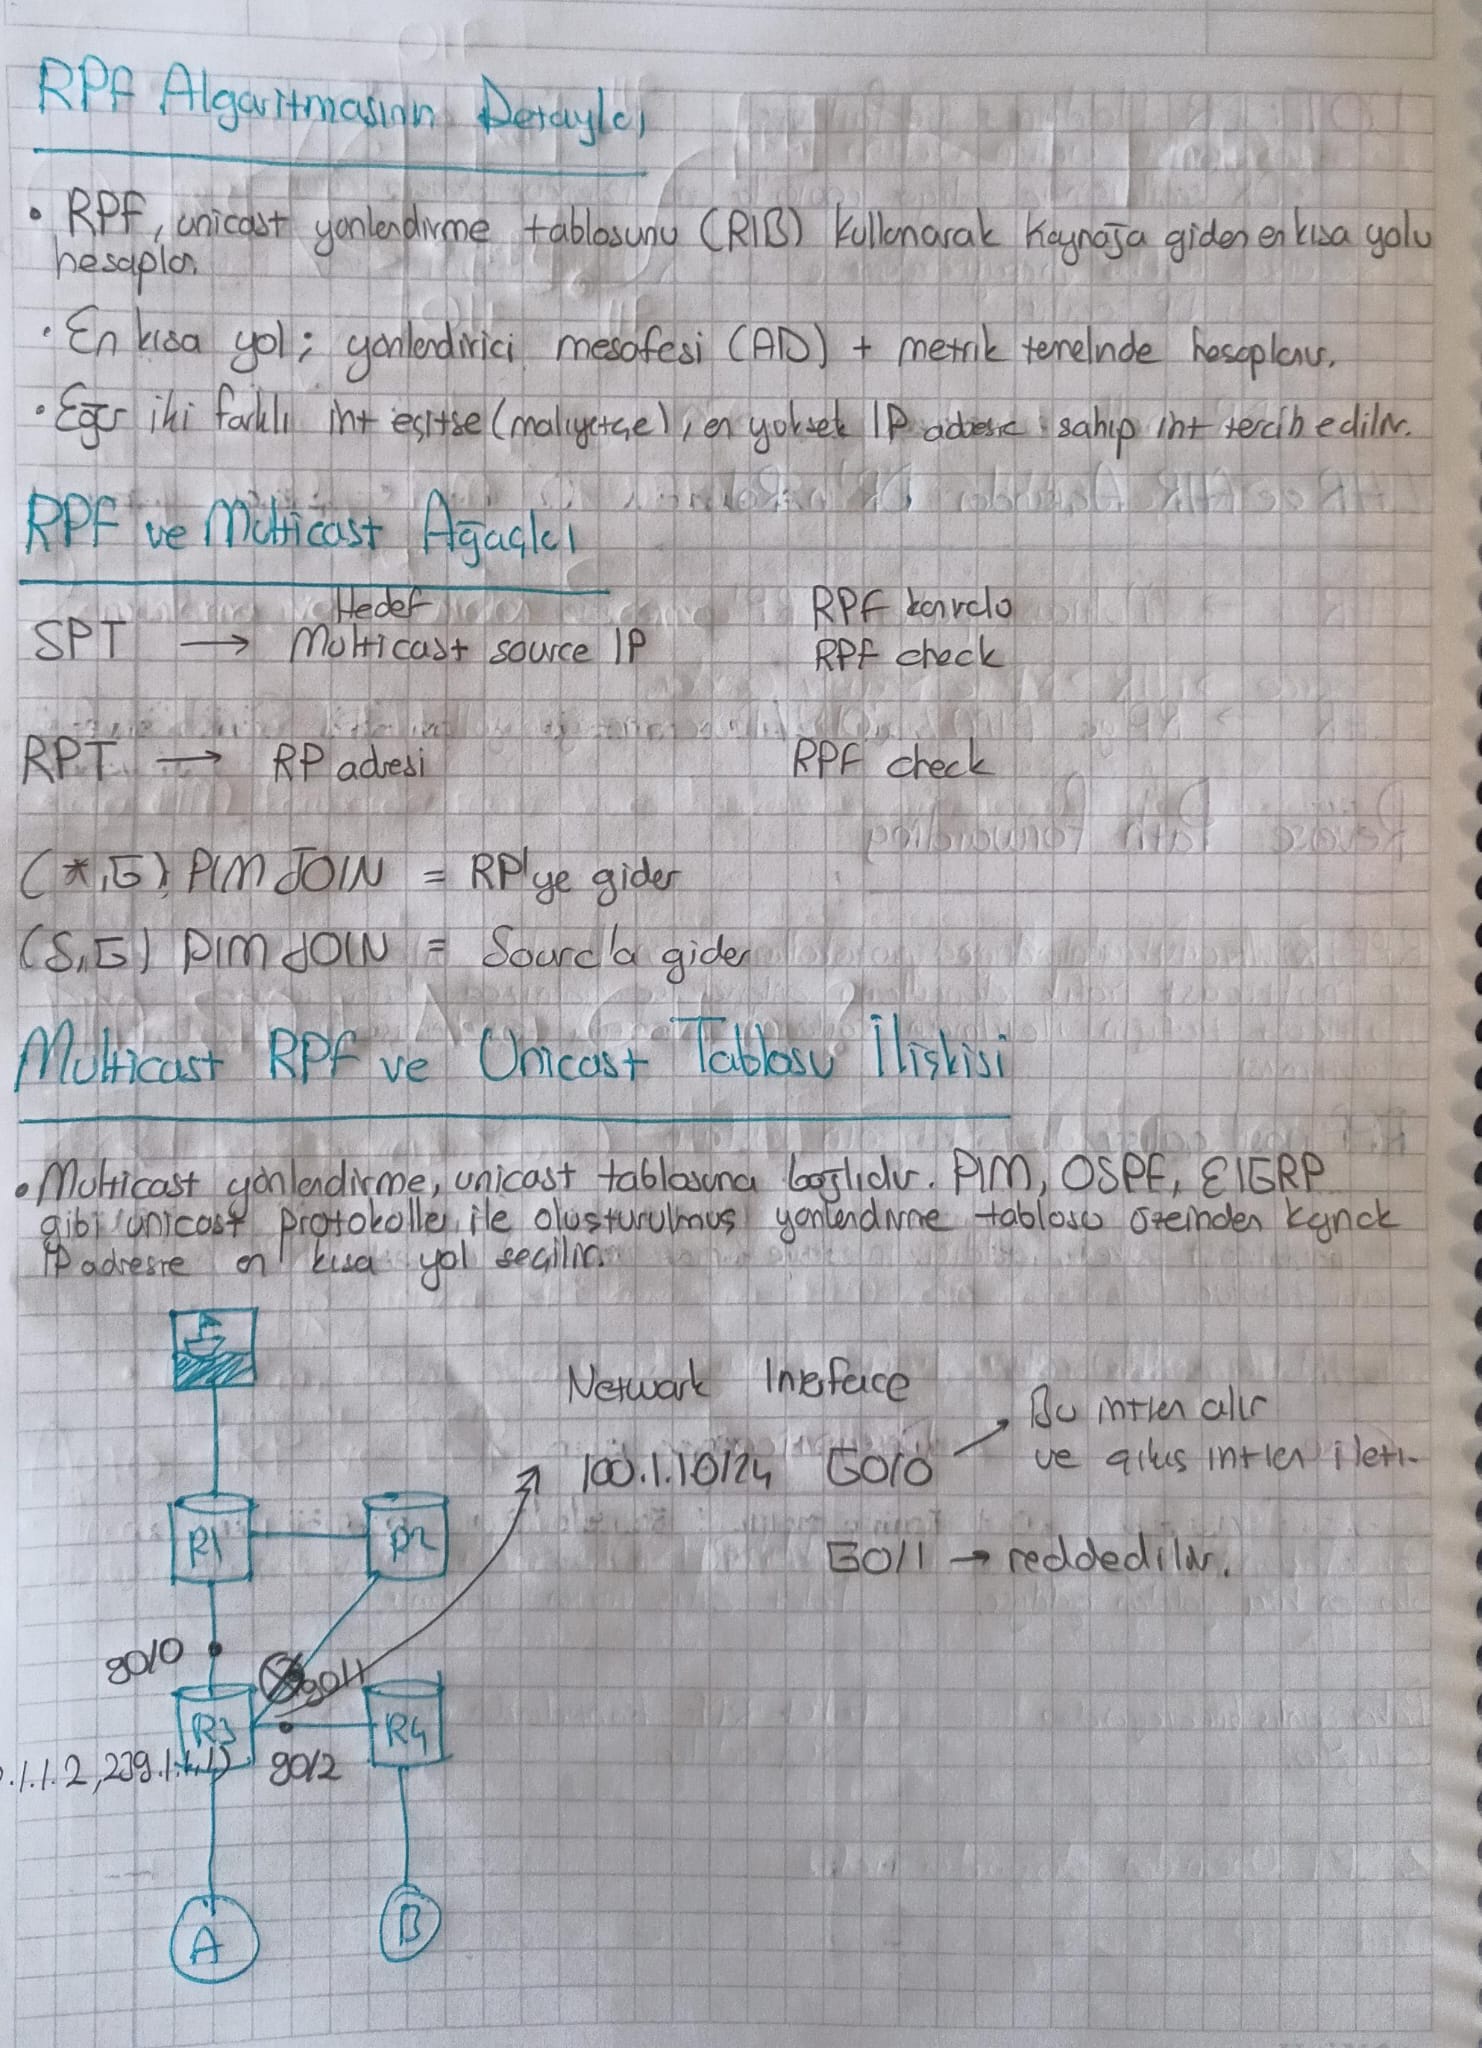 RPF Algoritmasının Detayları
• RPF, unicast yönlendirme tablosunu (RIB) kullanarak kaynağa giden en kısa yolu
hesaplar.
• En kısa yol; yönlendirici mesafesi (AD) + metrik temelinde hesaplanır.
• Eğer iki farklı int eşitse (maliyetçe), en yüksek IP adresine sahip int tercih edilir.
RPF ve Multicast Ağaçları
Hedef
RPF kontrolü
SPT → Multicast source IP
RPF check
RPT → RP adresi
RPF check
(*,G) PIM JOIN = RP'ye gider
(S,G) PIM JOIN = Source'a gider
Multicast RPF ve Unicast Tablosu İlişkisi
• Multicast yönlendirme, unicast tablosuna bağlıdır. PIM, OSPF, EIGRP
gibi unicast protokolleri ile oluşturulmuş yönlendirme tablosu üzerinden kaynak
IP adresine en kısa yol seçilir.
Network Interface
Bu int'ten alır
100.1.1.0/24 G0/0
ve çıkış int'ten iletir.
R1
R2
G0/1 → reddedilir.
g0/0
g0/1
R3
R4
.1.1.2, 239.1.1.1)
g0/2
A
B